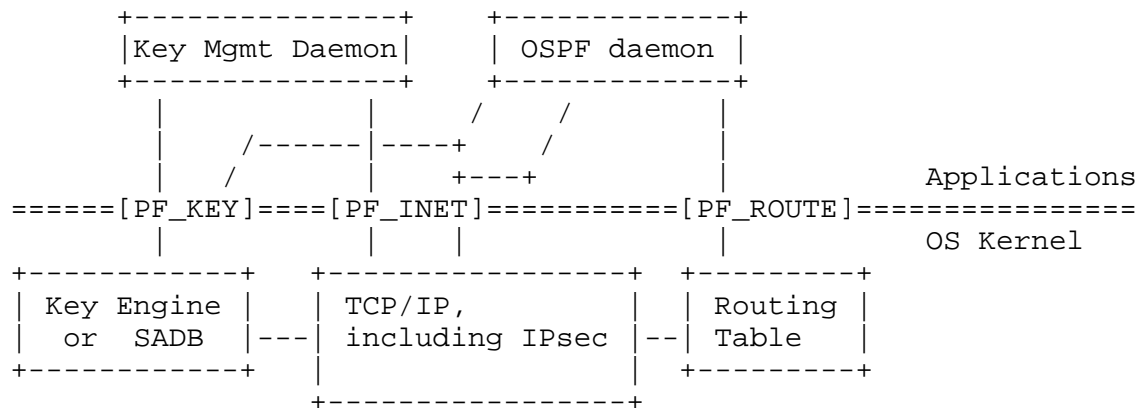 Key Mgmt Daemon OSPF daemon
Applications
[PF_KEY] [PF_INET] [PF_ROUTE]
OS Kernel
Key Engine TCP/IP, Routing
or SADB including IPsec Table